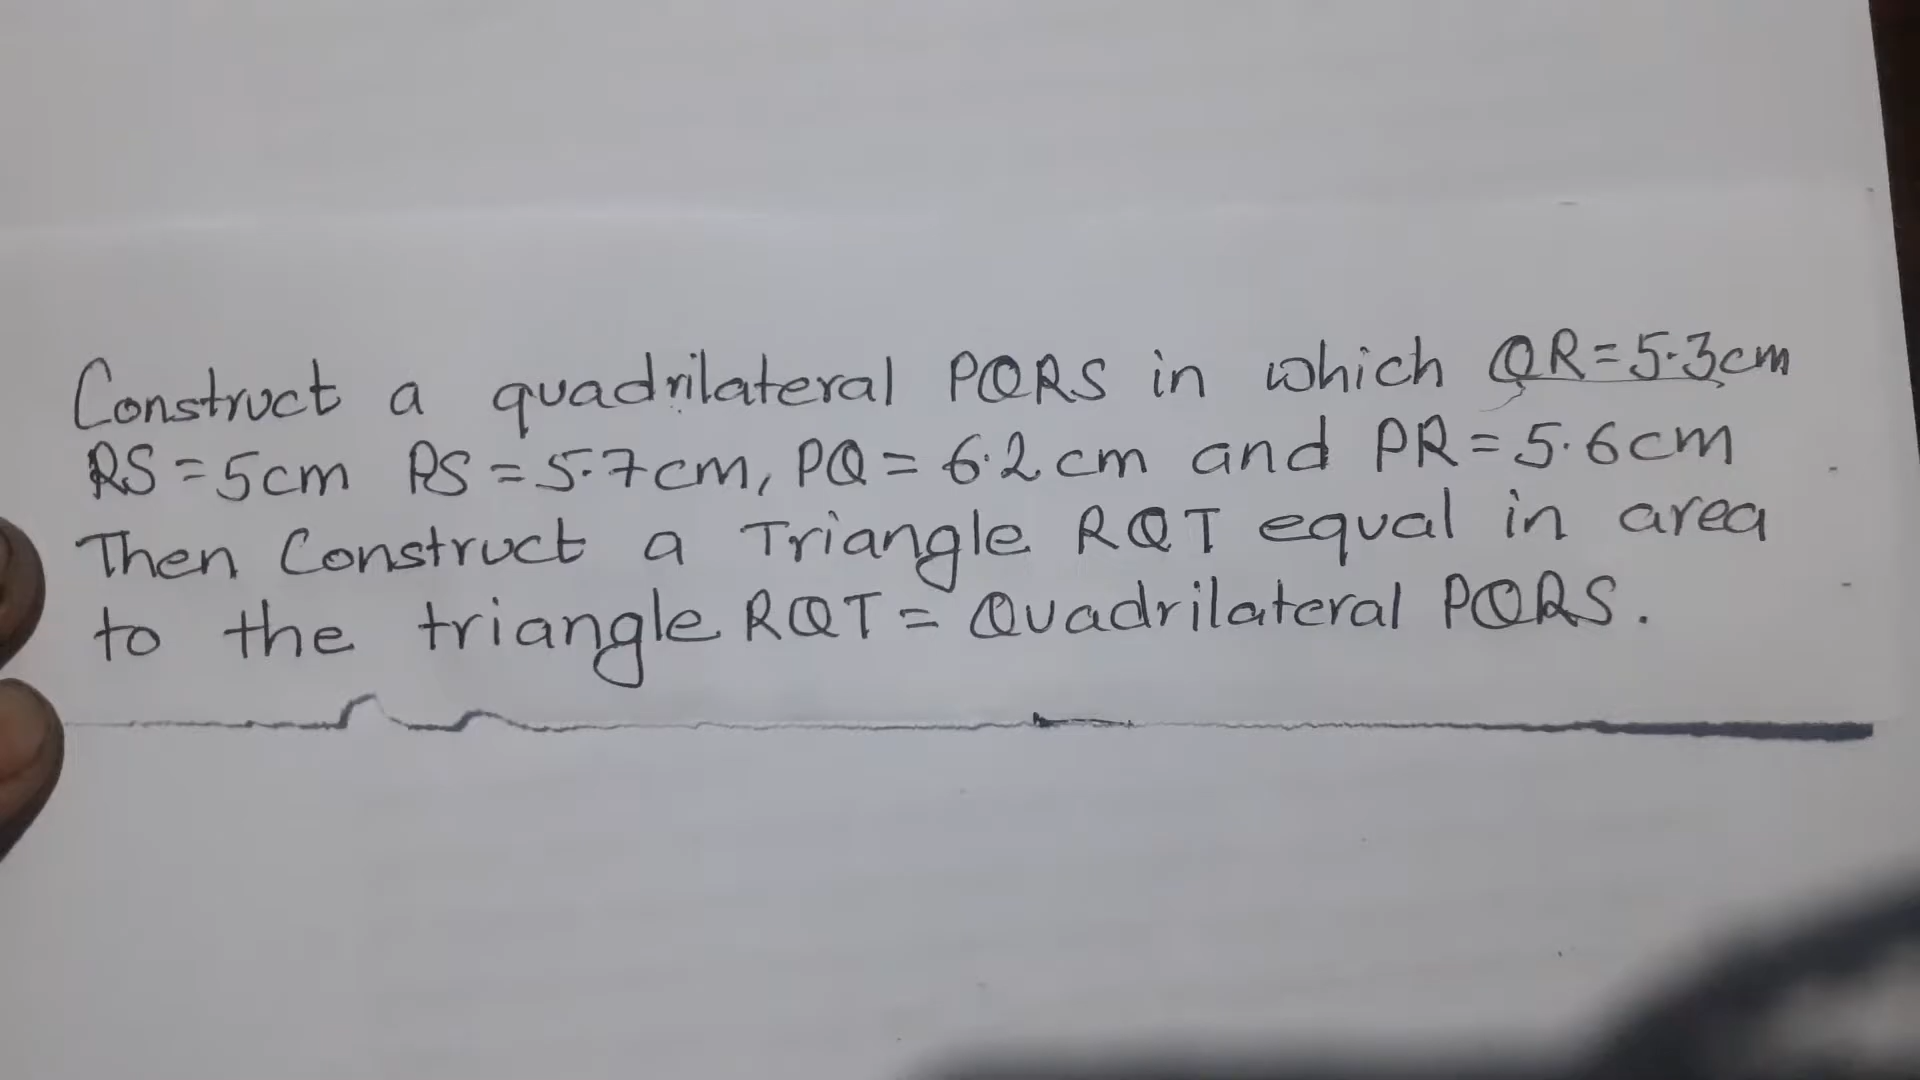 Construct a quadrilateral PQRS in which QR=5.3cm
RS=5cm PS=5.7cm, PQ=6.2cm and PR=5.6cm
Then Construct a Triangle RQT equal in area
to the triangle RQT = Quadrilateral PQRS.